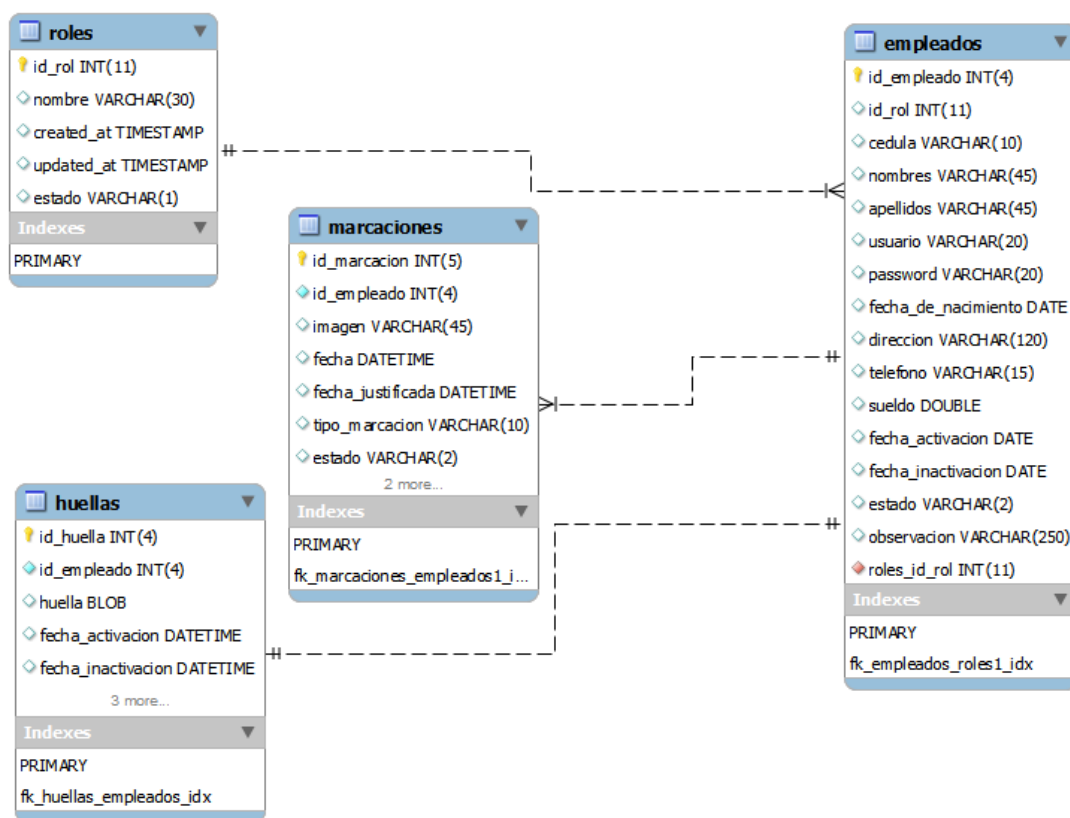 roles
id_rol INT(11)
nombre VARCHAR(30)
created_at TIMESTAMP
updated_at TIMESTAMP
estado VARCHAR(1)
Indexes
PRIMARY
marcaciones
id_marcacion INT(5)
id_empleado INT(4)
imagen VARCHAR(45)
fecha DATETIME
fecha_justificada DATETIME
tipo_marcacion VARCHAR(10)
estado VARCHAR(2)
2 more...
Indexes
PRIMARY
fk_marcaciones_empleados1_i...
huellas
id_huella INT(4)
id_empleado INT(4)
huella BLOB
fecha_activacion DATETIME
fecha_inactivacion DATETIME
3 more...
Indexes
PRIMARY
fk_huellas_empleados_idx
empleados
id_empleado INT(4)
id_rol INT(11)
cedula VARCHAR(10)
nombres VARCHAR(45)
apellidos VARCHAR(45)
usuario VARCHAR(20)
password VARCHAR(20)
fecha_de_nacimiento DATE
direccion VARCHAR(120)
telefono VARCHAR(15)
sueldo DOUBLE
fecha_activacion DATE
fecha_inactivacion DATE
estado VARCHAR(2)
observacion VARCHAR(250)
roles_id_rol INT(11)
Indexes
PRIMARY
fk_empleados_roles1_idx